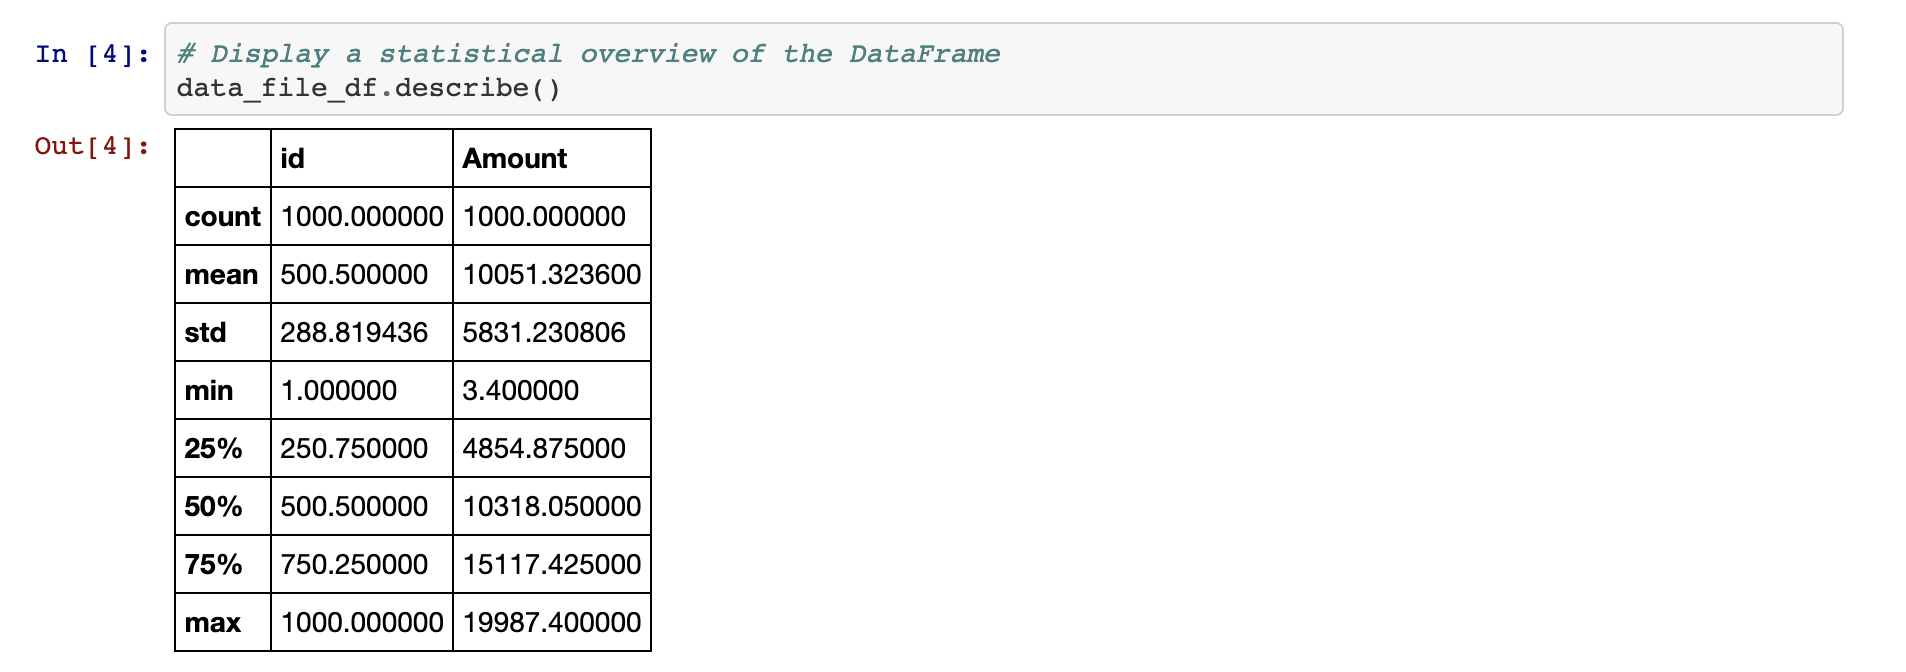 In [4]: # Display a statistical overview of the DataFrame
data_file_df.describe()
Out[4]:
id Amount
count 1000.000000 1000.000000
mean 500.500000 10051.323600
std 288.819436 5831.230806
min 1.000000 3.400000
25% 250.750000 4854.875000
50% 500.500000 10318.050000
75% 750.250000 15117.425000
max 1000.000000 19987.400000